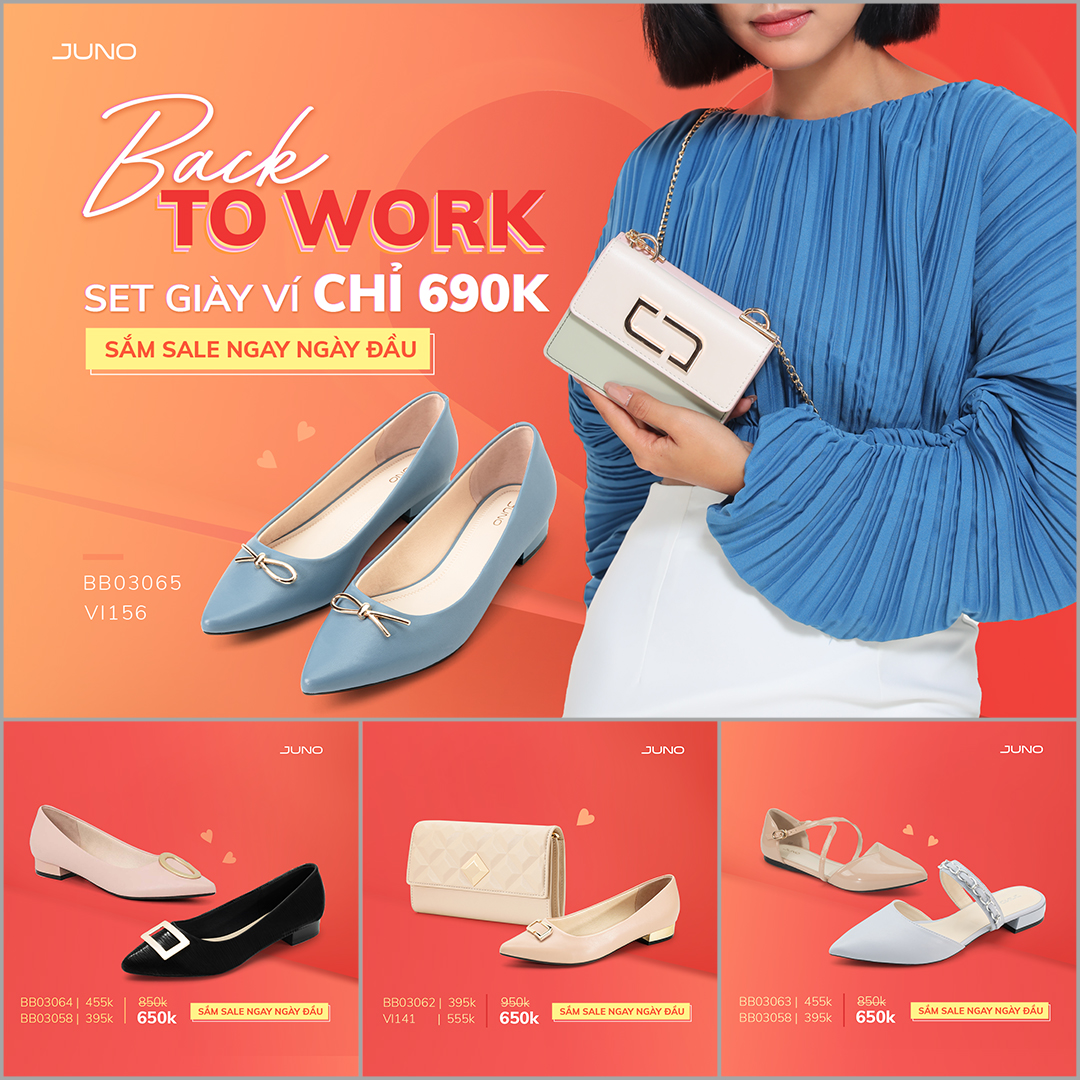 JUNO
Back
TO WORK
SET GIÀY VÍ CHỈ 690K
SẮM SALE NGAY NGÀY ĐẦU
JUNO
JUNO
BB03065
VI156
JUNO
BB03064 | 455k
BB03058 | 395k
850k
650k
SẮM SALE NGAY NGÀY ĐẦU
JUNO
BB03062 | 395k
VI141 | 555k
950k
650k
SẮM SALE NGAY NGÀY ĐẦU
JUNO
BB03063 | 455k
BB03058 | 395k
850k
650k
SẮM SALE NGAY NGÀY ĐẦU